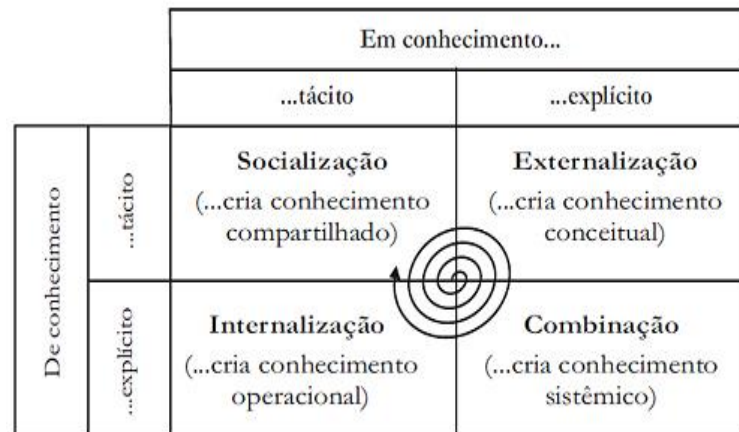 Em conhecimento...
...tácito
...explícito
De conhecimento
...tácito
Socialização
(...cria conhecimento
compartilhado)
Externalização
(...cria conhecimento
conceitual)
...explícito
Internalização
(...cria conhecimento
operacional)
Combinação
(...cria conhecimento
sistêmico)